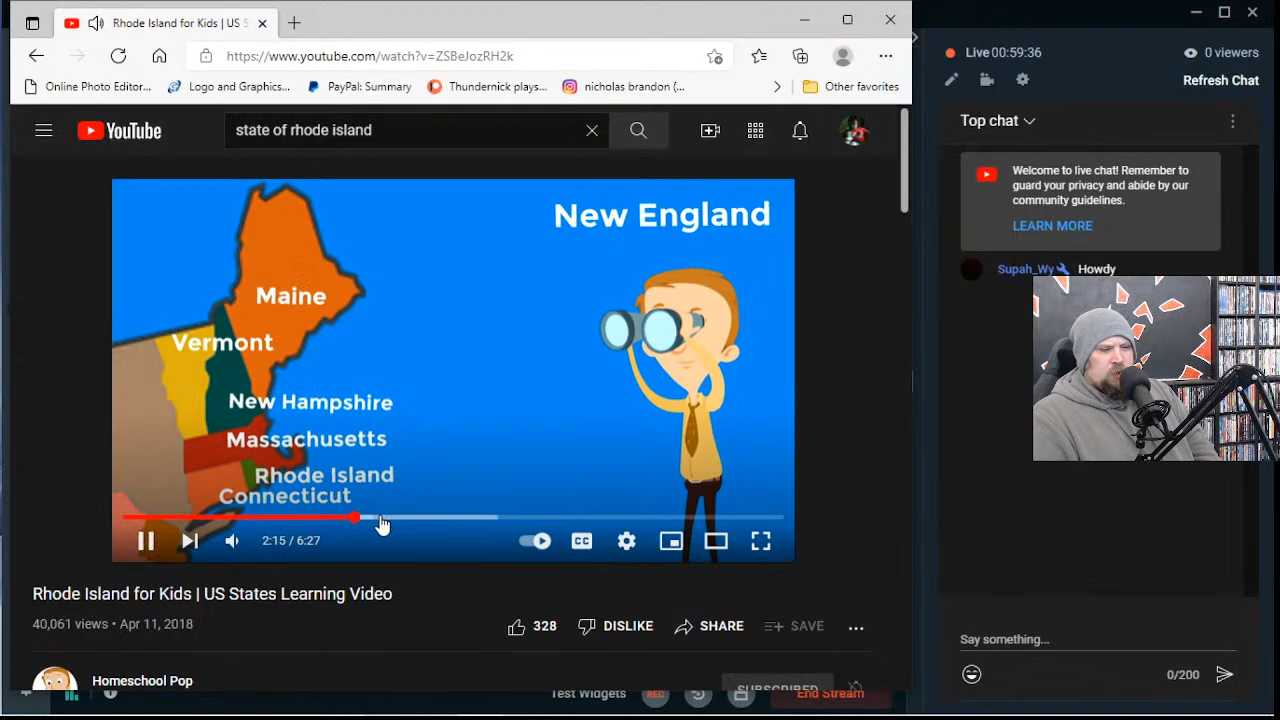 Rhode Island for Kids | US S
https://www.youtube.com/watch?v=ZSBeJozRH2k
Online Photo Editor...
Logo and Graphics...
PayPal: Summary
Thundernick plays...
nicholas brandon (...
Other favorites
YouTube
state of rhode island
New England
Maine
Vermont
New Hampshire
Massachusetts
Rhode Island
Connecticut
2:15 / 6:27
CC
Rhode Island for Kids | US States Learning Video
40,061 views • Apr 11, 2018
328
DISLIKE
SHARE
SAVE
Homeschool Pop
SUBSCRIBED
Test Widgets
REC
End Stream
Live 00:59:36
0 viewers
Refresh Chat
Top chat
Welcome to live chat! Remember to
guard your privacy and abide by our
community guidelines.
LEARN MORE
Supah_Wy Howdy
Say something...
0/200